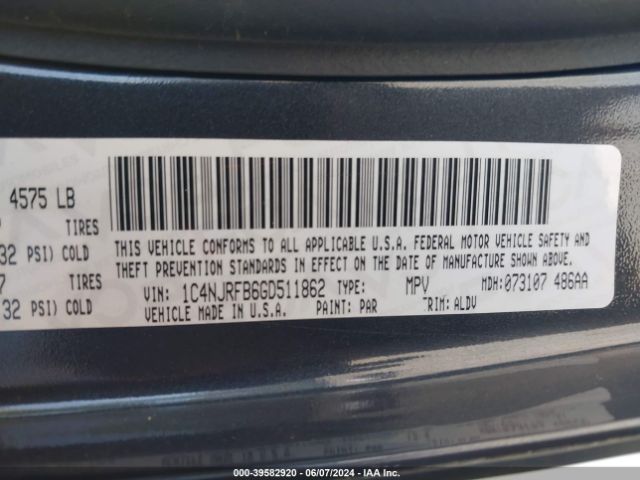 4575 LB
TIRES
32 PSI) COLD
TIRES
32 PSI) COLD
THIS VEHICLE CONFORMS TO ALL APPLICABLE U.S.A. FEDERAL MOTOR VEHICLE SAFETY AND
THEFT PREVENTION STANDARDS IN EFFECT ON THE DATE OF MANUFACTURE SHOWN ABOVE.
VIN: 1C4NJRFB6GD511862 TYPE: MPV MDH: 073107 486AA
VEHICLE MADE IN U.S.A. PAINT: PAR TRIM: ALDV
000-39582920 - 06/07/2024 - IAA Inc.